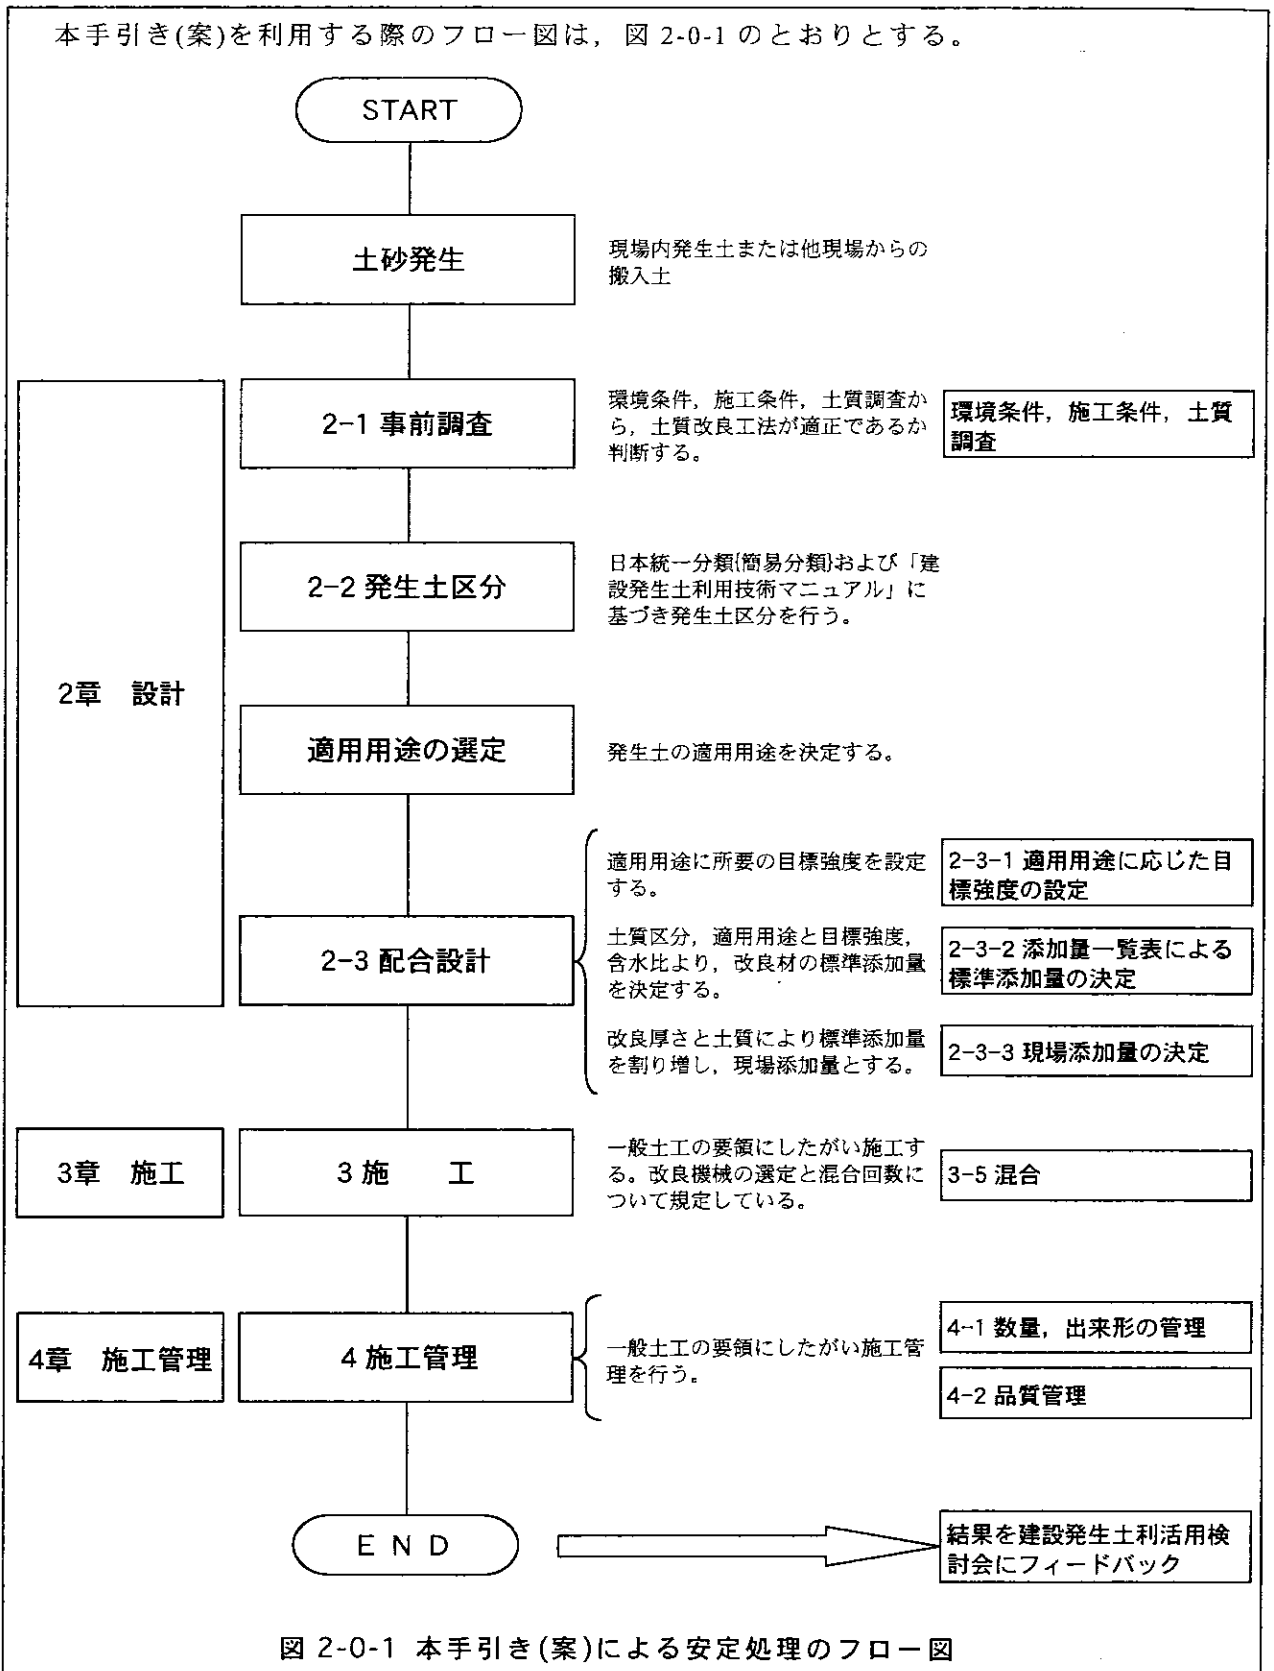 本手引き(案)を利用する際のフロー図は，図 2-0-1 のとおりとする。
START
土砂発生
現場内発生土または他現場からの
搬入土
2章　設計
2-1 事前調査
環境条件，施工条件，土質調査か
ら，土質改良工法が適正であるか
判断する。
環境条件，施工条件，土質
調査
2-2 発生土区分
日本統一分類{簡易分類}および「建
設発生土利用技術マニュアル」に
基づき発生土区分を行う。
適用用途の選定
発生土の適用用途を決定する。
2-3 配合設計
適用用途に所要の目標強度を設定
する。
2-3-1 適用用途に応じた目
標強度の設定
土質区分，適用用途と目標強度，
含水比より，改良材の標準添加量
を決定する。
2-3-2 添加量一覧表による
標準添加量の決定
改良厚さと土質により標準添加量
を割り増し，現場添加量とする。
2-3-3 現場添加量の決定
3章　施工
3 施　　工
一般土工の要領にしたがい施工す
る。改良機械の選定と混合回数に
ついて規定している。
3-5 混合
4章　施工管理
4 施工管理
一般土工の要領にしたがい施工管
理を行う。
4-1 数量，出来形の管理
4-2 品質管理
E N D
結果を建設発生土利活用検
討会にフィードバック
図 2-0-1 本手引き(案)による安定処理のフロー図